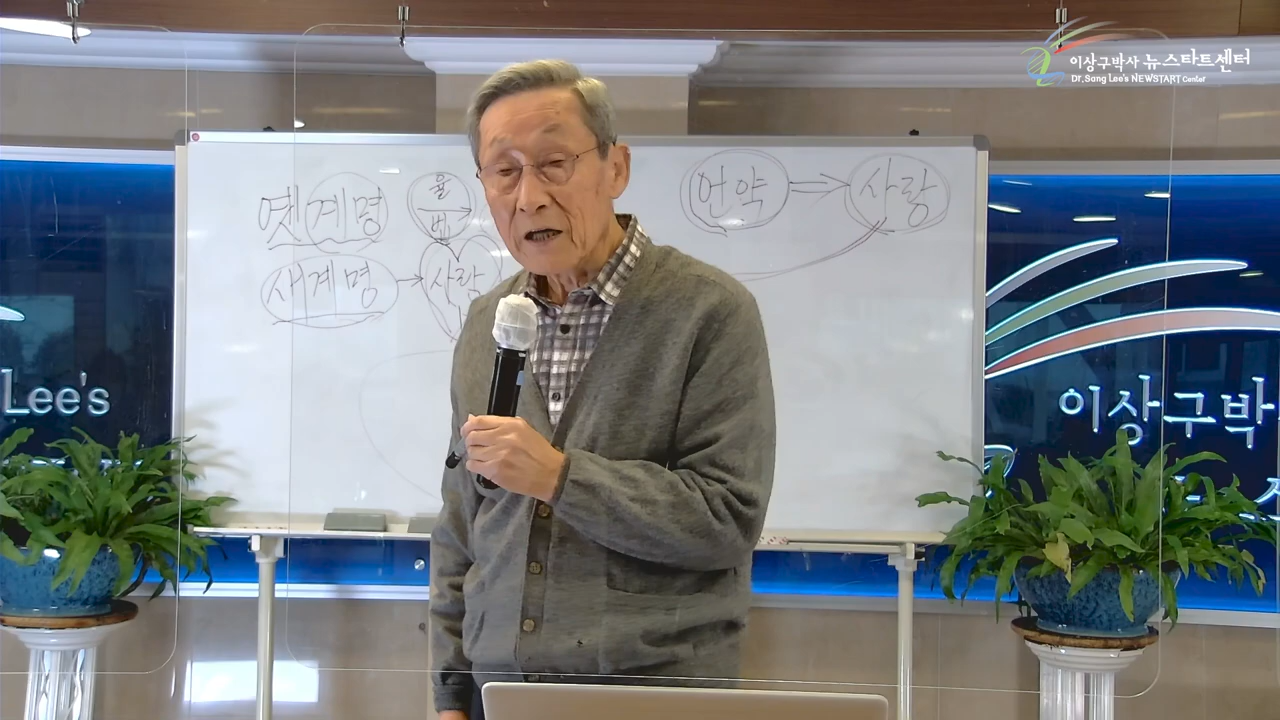 이상구박사 뉴스타트센터
Dr. Sang Lee's NEWSTART Center
옛계명
율
법
언약 ⇒ 사랑
새계명 → 사랑
Lee's
이상구박